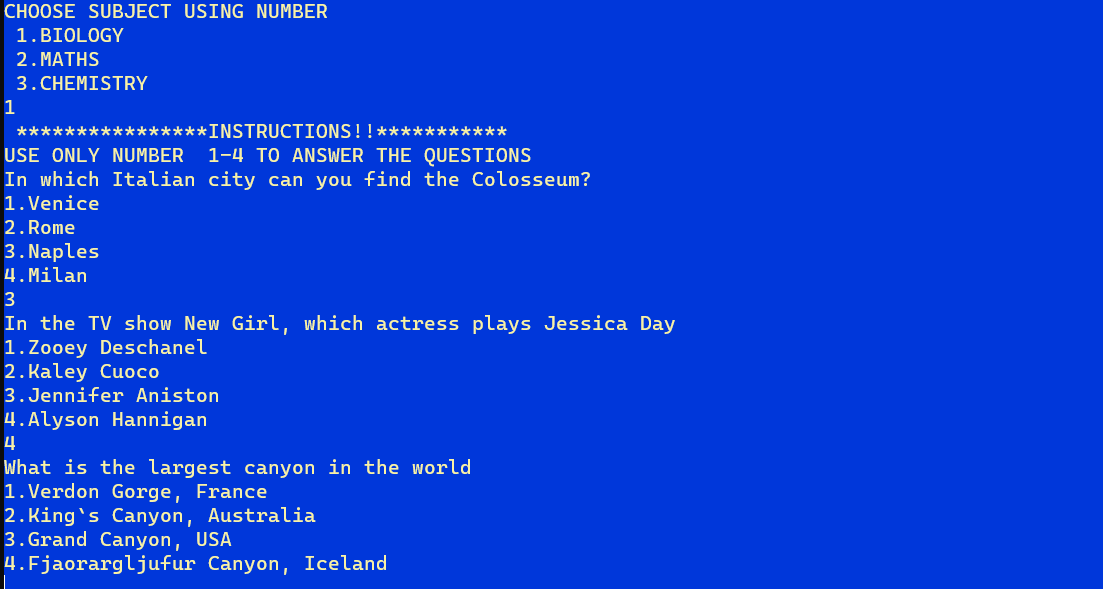 CHOOSE SUBJECT USING NUMBER
1.BIOLOGY
2.MATHS
3.CHEMISTRY
1
****************INSTRUCTIONS!!***********
USE ONLY NUMBER  1-4 TO ANSWER THE QUESTIONS
In which Italian city can you find the Colosseum?
1.Venice
2.Rome
3.Naples
4.Milan
3
In the TV show New Girl, which actress plays Jessica Day
1.Zooey Deschanel
2.Kaley Cuoco
3.Jennifer Aniston
4.Alyson Hannigan
4
What is the largest canyon in the world
1.Verdon Gorge, France
2.King`s Canyon, Australia
3.Grand Canyon, USA
4.Fjaorargljufur Canyon, Iceland